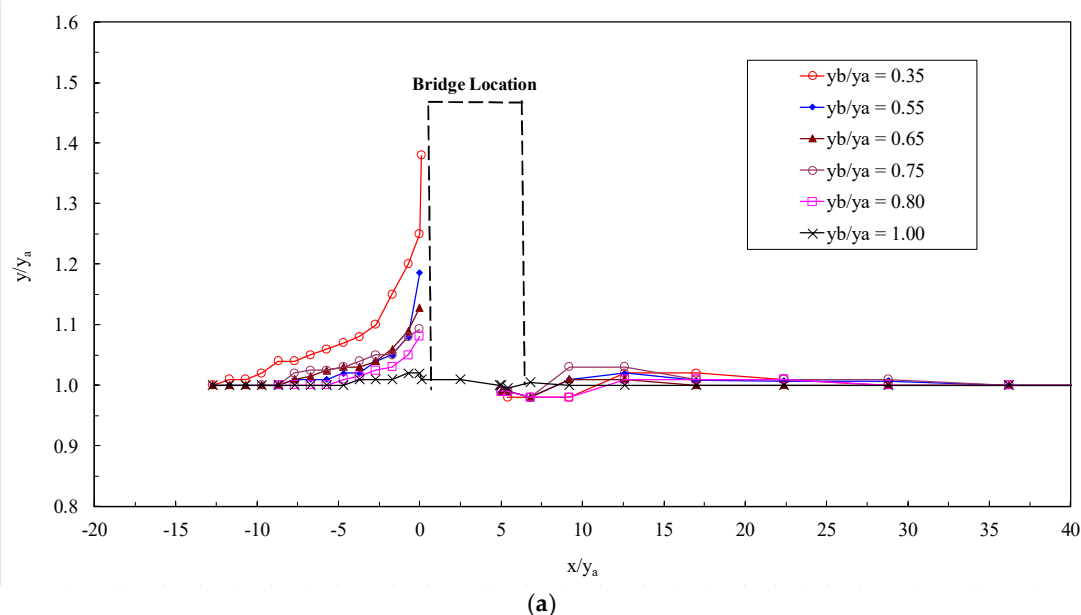 1.6
1.5
1.4
1.3
1.2
1.1
1.0
0.9
0.8
y/ya
Bridge Location
yb/ya = 0.35
yb/ya = 0.55
yb/ya = 0.65
yb/ya = 0.75
yb/ya = 0.80
yb/ya = 1.00
-20 -15 -10 -5 0 5 10 15 20 25 30 35 40
x/ya
(a)